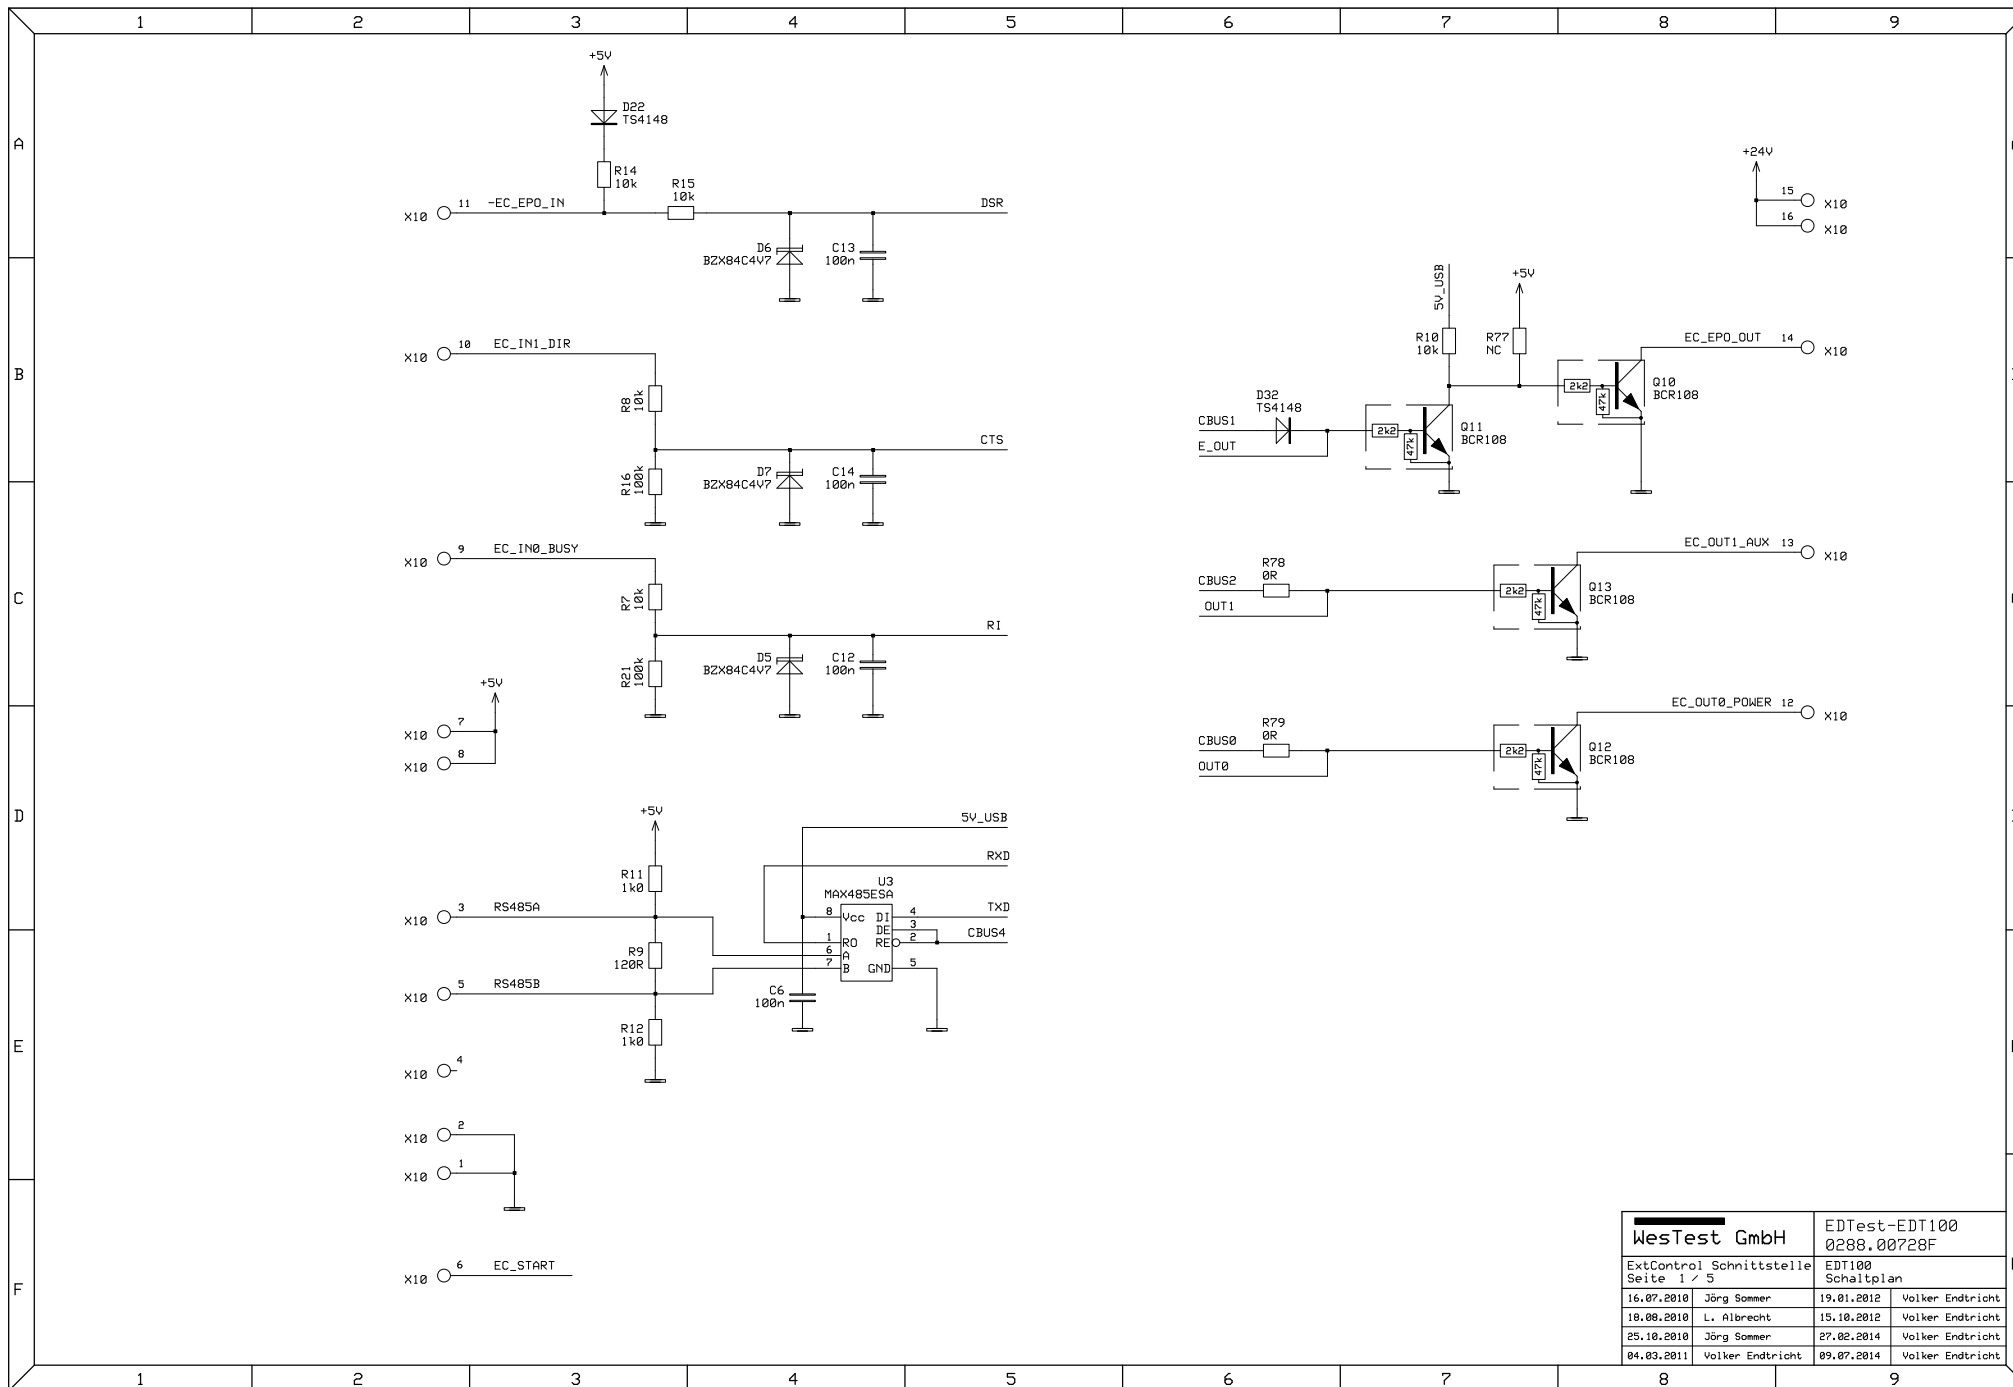 1 2 3 4 5 6 7 8 9
A
B
C
D
E
F
+5V
D22
TS4148
R14
10k
X10 11 -EC_EPO_IN
R15
10k
DSR
D6
BZX84C4V7
C13
100n
X10 10 EC_IN1_DIR
R8
10k
CTS
R16
100k
D7
BZX84C4V7
C14
100n
X10 9 EC_IN0_BUSY
R7
10k
RI
R21
100k
D5
BZX84C4V7
C12
100n
+5V
X10 7
X10 8
+5V
R11
1k0
X10 3 RS485A
R9
120R
X10 5 RS485B
R12
1k0
X10 4
X10 2
X10 1
X10 6 EC_START
5V_USB
RXD
U3
MAX485ESA
8 Vcc DI 4 TXD
DE 3
1 RO RE 2 CBUS4
6 A
7 B GND 5
C6
100n
+24V
15 X10
16 X10
5V_USB
+5V
R10
10k
R77
NC
EC_EPO_OUT 14 X10
2k2
47k
Q10
BCR108
D32
TS4148
CBUS1
E_OUT
2k2
47k
Q11
BCR108
EC_OUT1_AUX 13 X10
R78
0R
CBUS2
OUT1
2k2
47k
Q13
BCR108
EC_OUT0_POWER 12 X10
R79
0R
CBUS0
OUT0
2k2
47k
Q12
BCR108
WesTest GmbH
EDTest-EDT100
0288.00728F
ExtControl Schnittstelle
Seite 1 / 5
EDT100
Schaltplan
16.07.2010 Jörg Sommer 19.01.2012 Volker Endtricht
18.08.2010 L. Albrecht 15.10.2012 Volker Endtricht
25.10.2010 Jörg Sommer 27.02.2014 Volker Endtricht
04.03.2011 Volker Endtricht 09.07.2014 Volker Endtricht
1 2 3 4 5 6 7 8 9